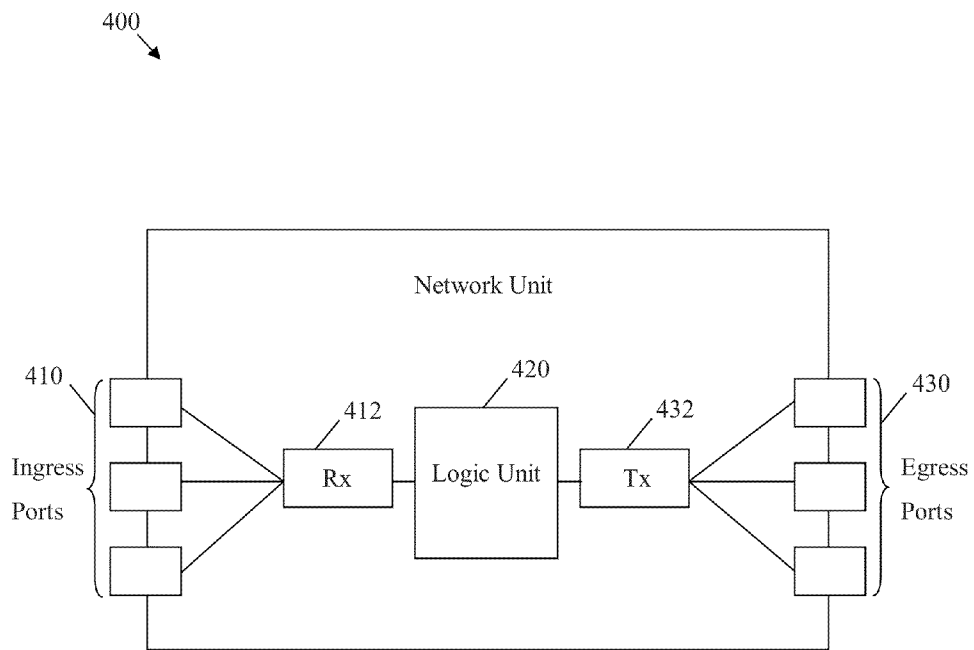 400
Network Unit
410
420
430
412
432
Ingress
Ports
Rx
Logic Unit
Tx
Egress
Ports